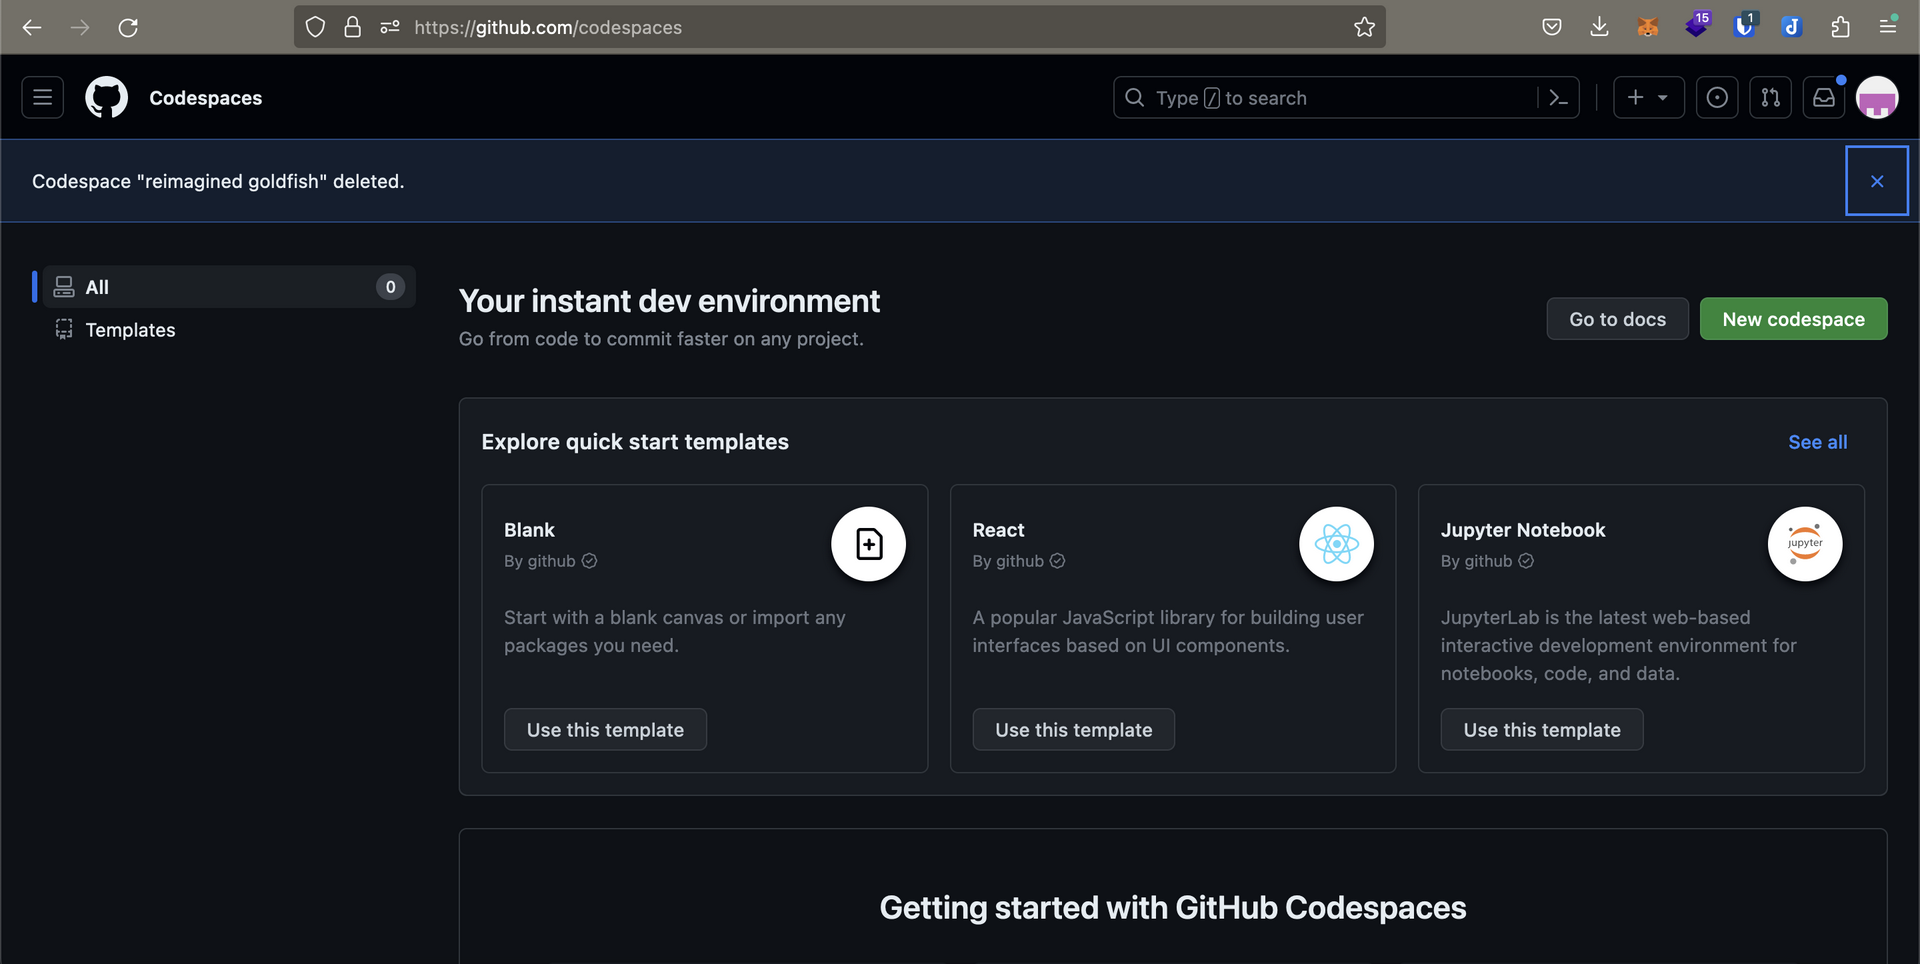 https://github.com/codespaces
15
1
Codespaces
Type / to search
Codespace "reimagined goldfish" deleted.
All
0
Templates
Your instant dev environment
Go from code to commit faster on any project.
Go to docs
New codespace
Explore quick start templates
See all
Blank
By github
Start with a blank canvas or import any
packages you need.
Use this template
React
By github
A popular JavaScript library for building user
interfaces based on UI components.
Use this template
Jupyter Notebook
By github
jupyter
JupyterLab is the latest web-based
interactive development environment for
notebooks, code, and data.
Use this template
Getting started with GitHub Codespaces